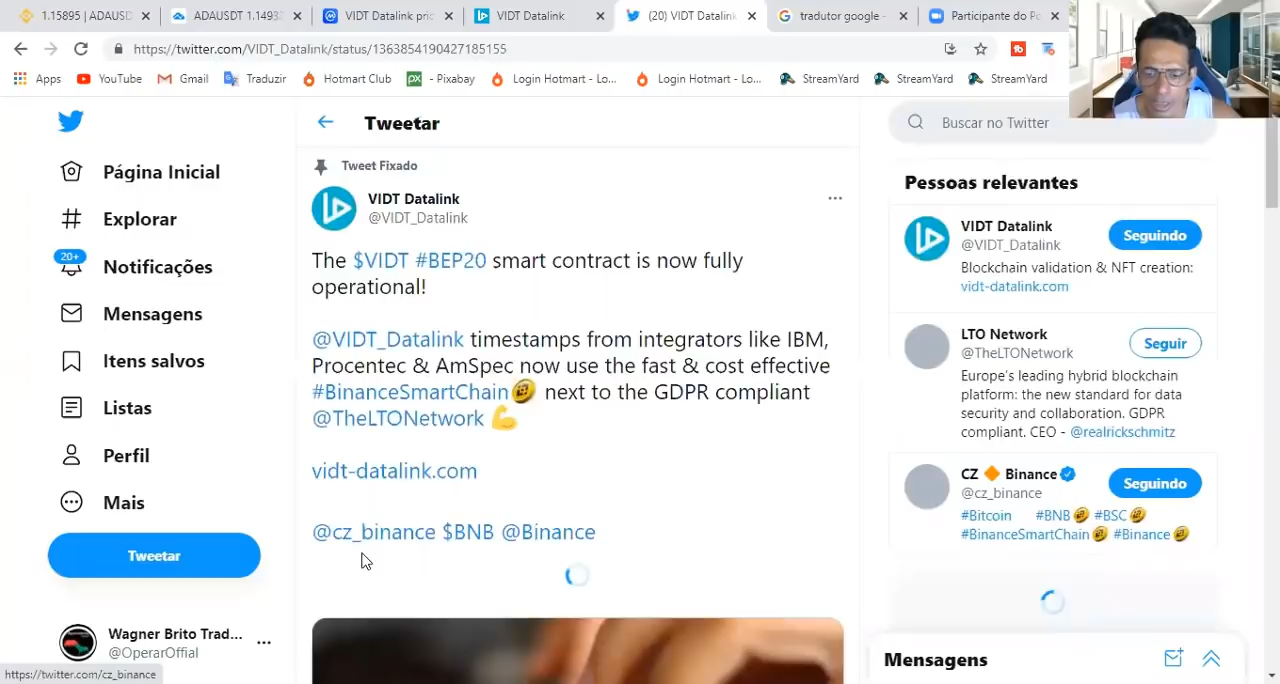 1.15895 | ADAUSD
ADAUSDT 1.1493
VIDT Datalink pric
VIDT Datalink
(20) VIDT Datalink
tradutor google -
Participante do Po
https://twitter.com/VIDT_Datalink/status/1363854190427185155
Apps
YouTube
Gmail
Traduzir
Hotmart Club
- Pixabay
Login Hotmart - Lo...
Login Hotmart - Lo...
StreamYard
StreamYard
StreamYard
Tweetar
Buscar no Twitter
Página Inicial
Explorar
20+
Notificações
Mensagens
Itens salvos
Listas
Perfil
Mais
Tweetar
Wagner Brito Trad...
@OperarOffial
https://twitter.com/cz_binance
Tweet Fixado
VIDT Datalink
@VIDT_Datalink
The $VIDT #BEP20 smart contract is now fully
operational!
@VIDT_Datalink timestamps from integrators like IBM,
Procentec & AmSpec now use the fast & cost effective
#BinanceSmartChain next to the GDPR compliant
@TheLTONetwork
vidt-datalink.com
@cz_binance $BNB @Binance
Pessoas relevantes
VIDT Datalink
@VIDT_Datalink
Seguindo
Blockchain validation & NFT creation:
vidt-datalink.com
LTO Network
@TheLTONetwork
Seguir
Europe's leading hybrid blockchain
platform: the new standard for data
security and collaboration. GDPR
compliant. CEO - @realrickschmitz
CZ Binance
@cz_binance
Seguindo
#Bitcoin #BNB #BSC
#BinanceSmartChain #Binance
Mensagens